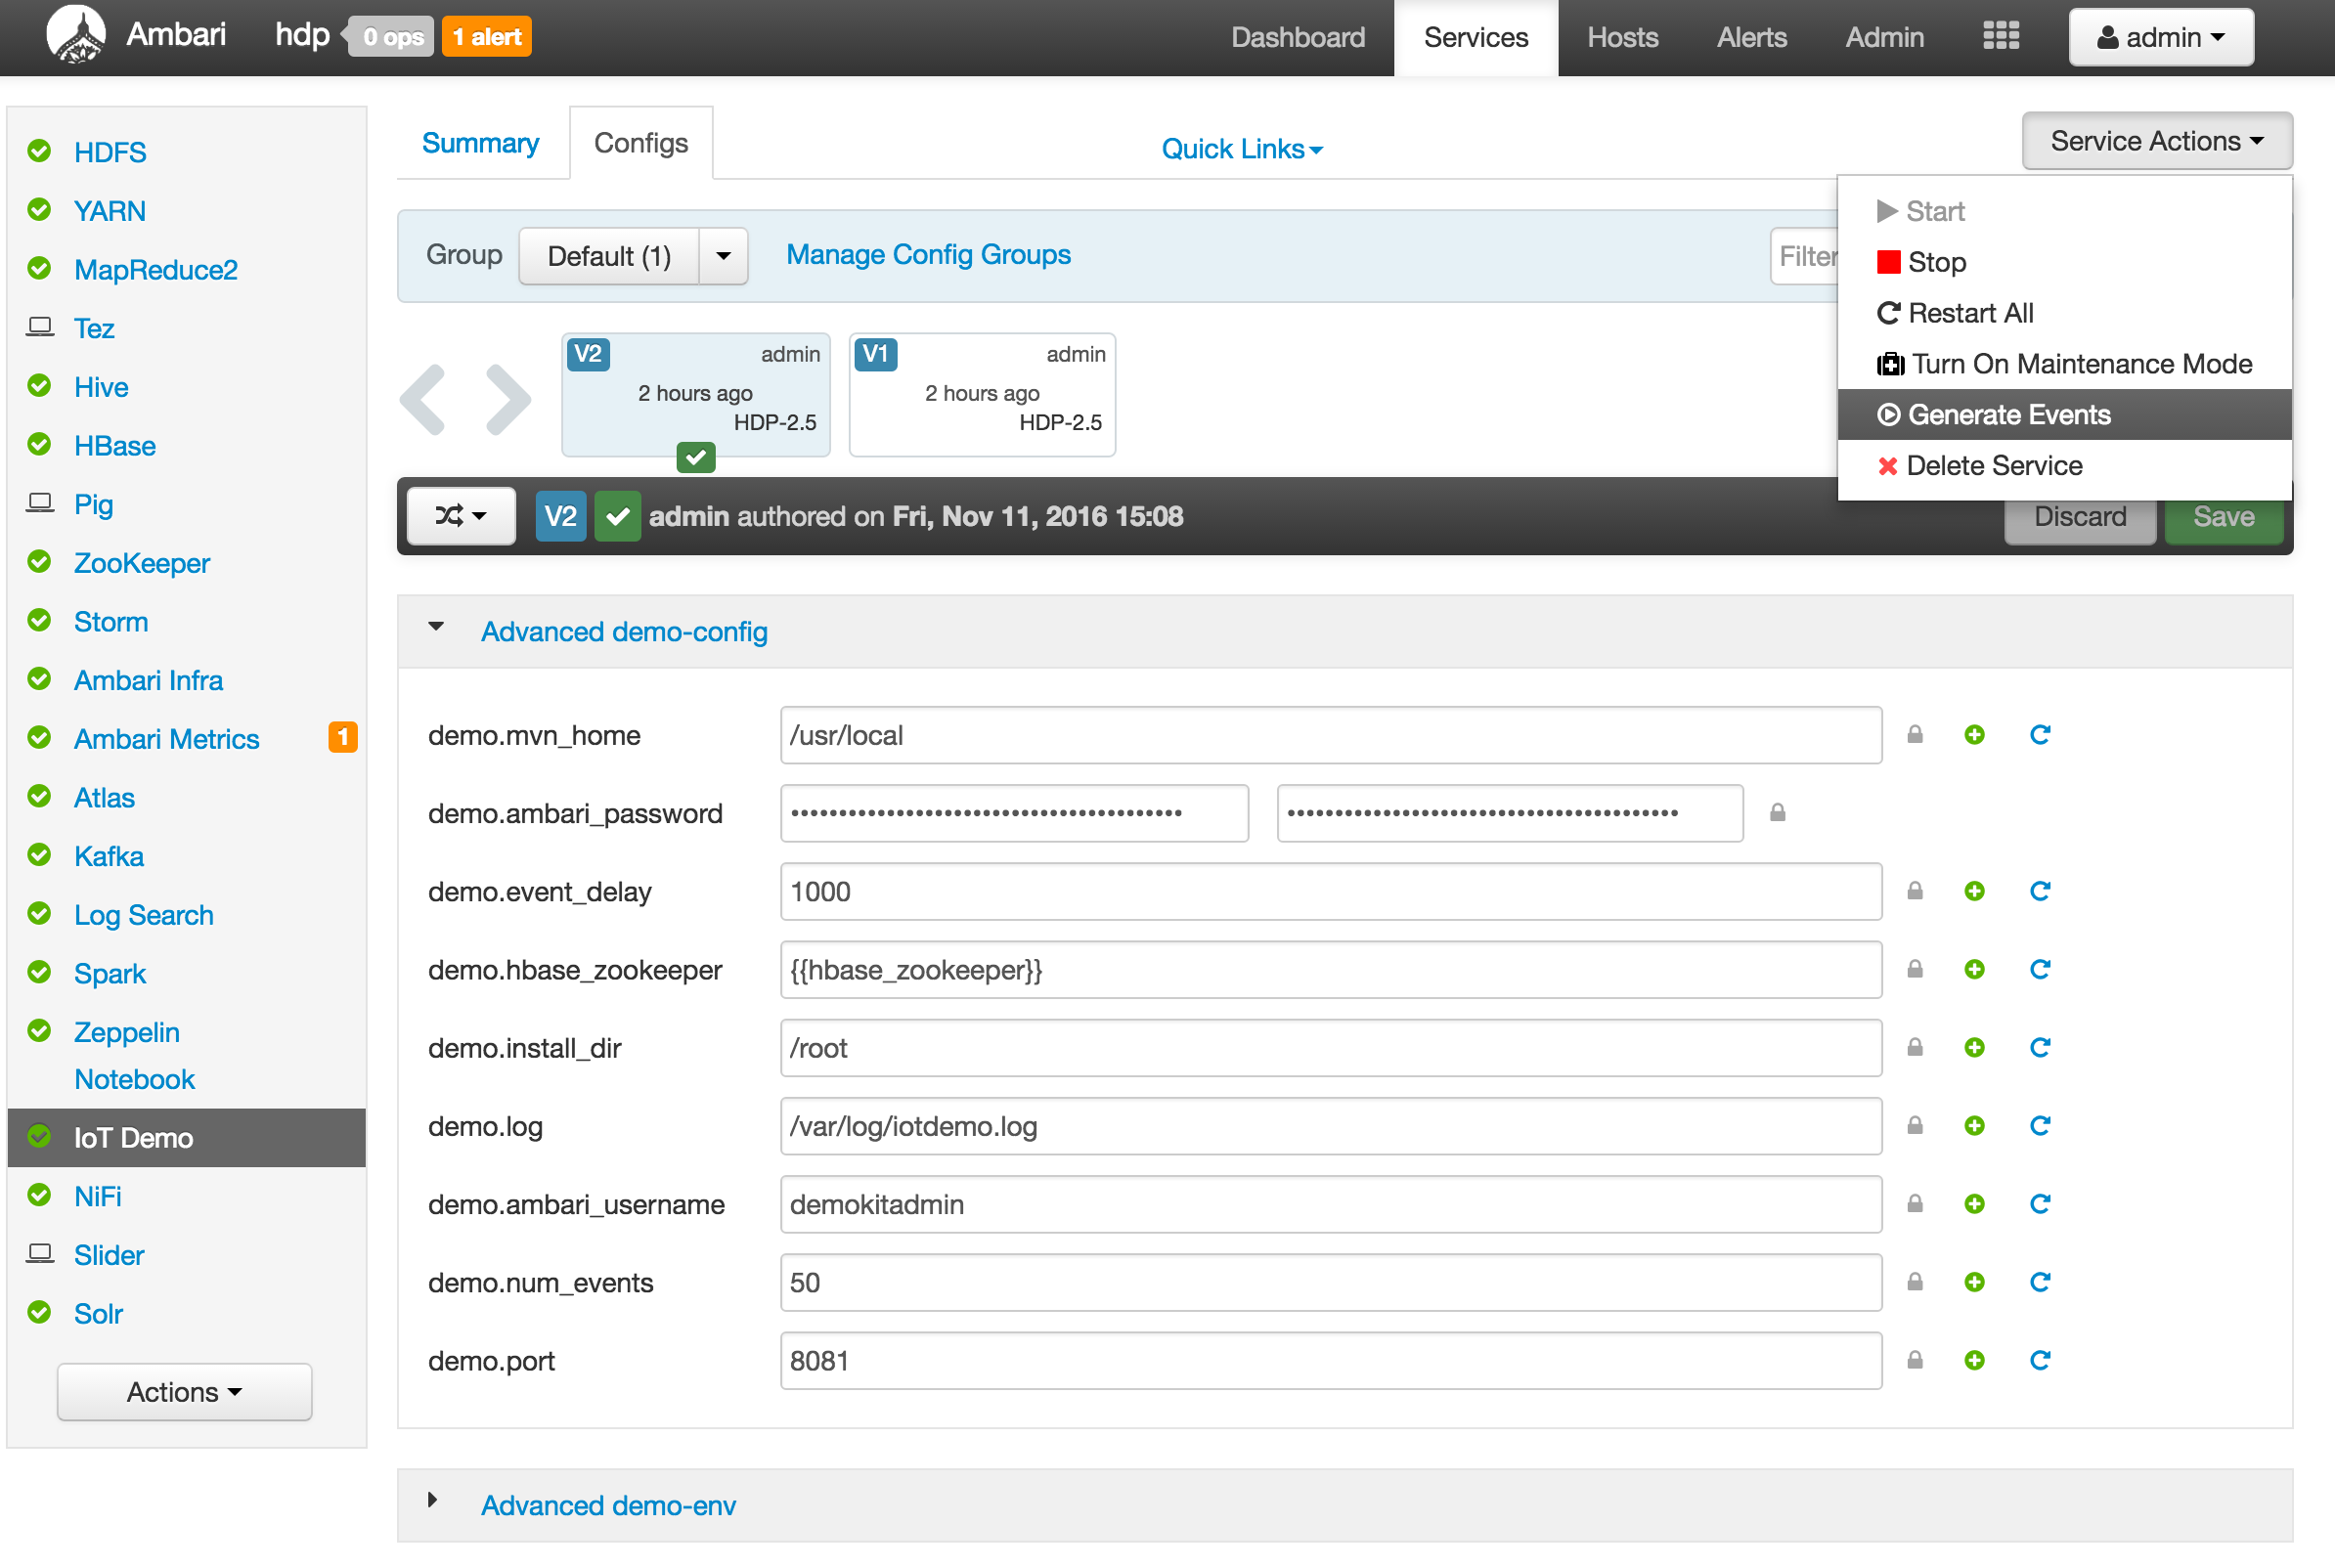 Ambari hdp 0 ops 1 alert Dashboard Services Hosts Alerts Admin admin
HDFS
YARN
MapReduce2
Tez
Hive
HBase
Pig
ZooKeeper
Storm
Ambari Infra
Ambari Metrics 1
Atlas
Kafka
Log Search
Spark
Zeppelin
Notebook
IoT Demo
NiFi
Slider
Solr
Actions
Summary Configs Quick Links Service Actions
Start
Stop
Restart All
Turn On Maintenance Mode
Generate Events
Delete Service
Group Default (1) Manage Config Groups Filter
V2 admin
2 hours ago
HDP-2.5
V1 admin
2 hours ago
HDP-2.5
V2 admin authored on Fri, Nov 11, 2016 15:08 Discard Save
Advanced demo-config
demo.mvn_home /usr/local
demo.ambari_password
demo.event_delay 1000
demo.hbase_zookeeper {{hbase_zookeeper}}
demo.install_dir /root
demo.log /var/log/iotdemo.log
demo.ambari_username demokitadmin
demo.num_events 50
demo.port 8081
Advanced demo-env